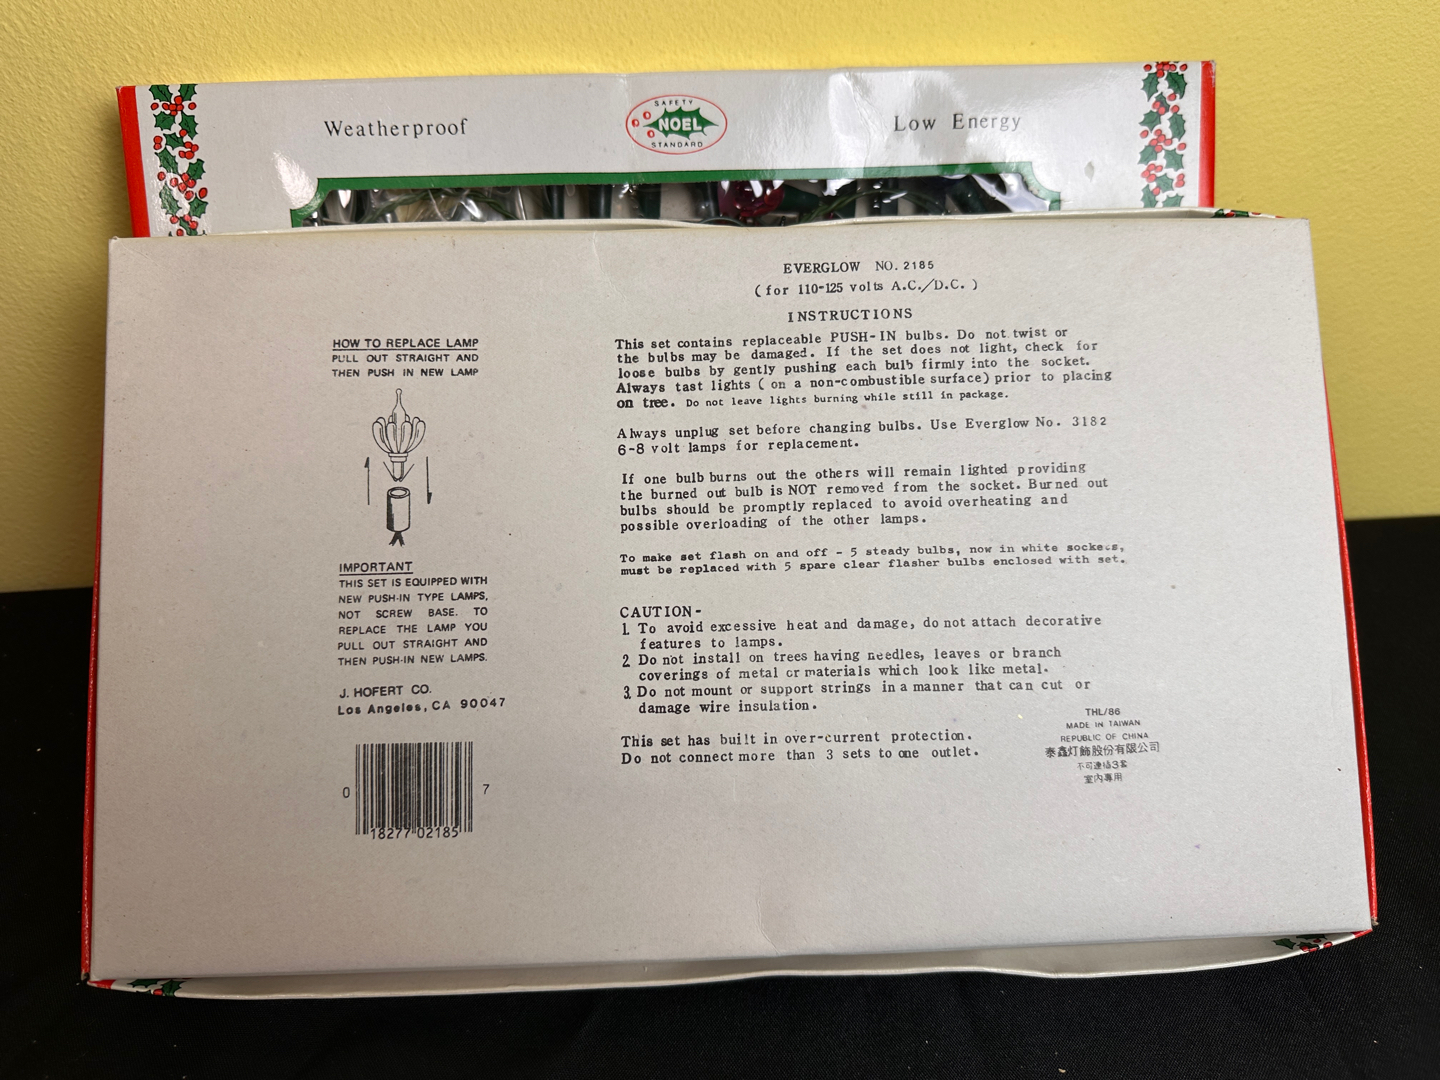 Weatherproof
SAFETY
NOEL
STANDARD
Low Energy
EVERGLOW NO. 2185
(for 110-125 volts A.C./D.C. )
INSTRUCTIONS
This set contains replaceable PUSH-IN bulbs. Do not twist or
the bulbs may be damaged. If the set does not light, check for
loose bulbs by gently pushing each bulb firmly into the socket.
Always tast lights ( on a non-combustible surface) prior to placing
on tree. Do not leave lights burning while still in package.
Always unplug set before changing bulbs. Use Everglow No. 3182
6-8 volt lamps for replacement.
If one bulb burns out the others will remain lighted providing
the burned out bulb is NOT removed from the socket. Burned out
bulbs should be promptly replaced to avoid overheating and
possible overloading of the other lamps.
To make set flash on and off - 5 steady bulbs, now in white sockets,
must be replaced with 5 spare clear flasher bulbs enclosed with set.
CAUTION-
1. To avoid excessive heat and damage, do not attach decorative
features to lamps.
2 Do not install on trees having needles, leaves or branch
coverings of metal or materials which look like metal.
3. Do not mount or support strings in a manner that can cut or
damage wire insulation.
This set has built in over-current protection.
Do not connect more than 3 sets to one outlet.
THL/86
MADE IN TAIWAN
REPUBLIC OF CHINA
泰鑫灯飾股份有限公司
不可連插3套
室內專用
HOW TO REPLACE LAMP
PULL OUT STRAIGHT AND
THEN PUSH IN NEW LAMP
IMPORTANT
THIS SET IS EQUIPPED WITH
NEW PUSH-IN TYPE LAMPS,
NOT SCREW BASE. TO
REPLACE THE LAMP YOU
PULL OUT STRAIGHT AND
THEN PUSH-IN NEW LAMPS.
J. HOFERT CO.
Los Angeles, CA 90047
0 18277 02185 7